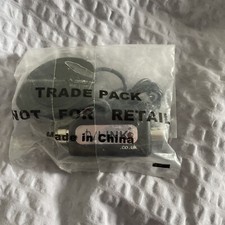 TRADE PACK
NOT FOR RETAIL
Made in China
.co.uk